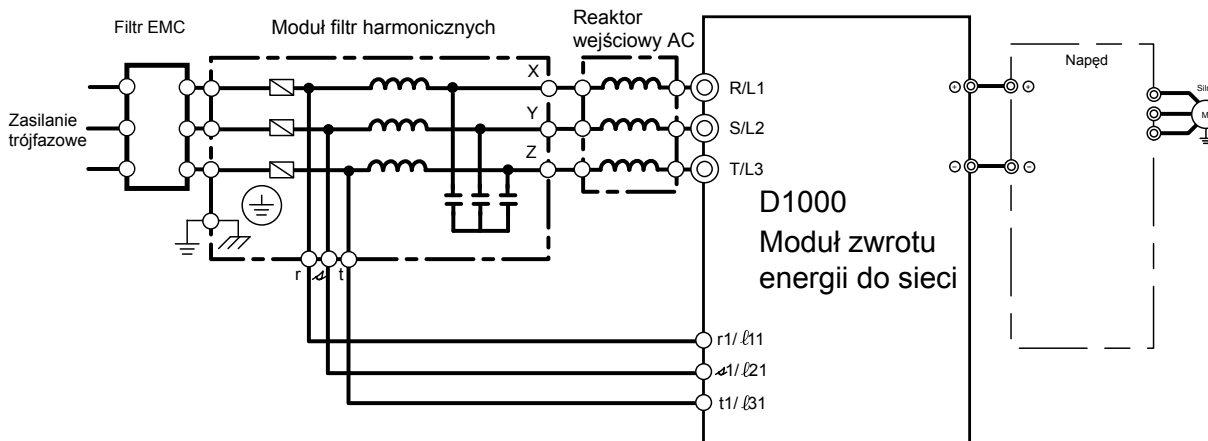 Filtr EMC
Moduł filtr harmonicznych
Reaktor
wejściowy AC
Zasilanie
trójfazowe
X
Y
Z
R/L1
S/L2
T/L3
D1000
Moduł zwrotu
energii do sieci
+
+
−
−
Napęd
M
r
s
t
r1/ℓ11
s1/ℓ21
t1/ℓ31